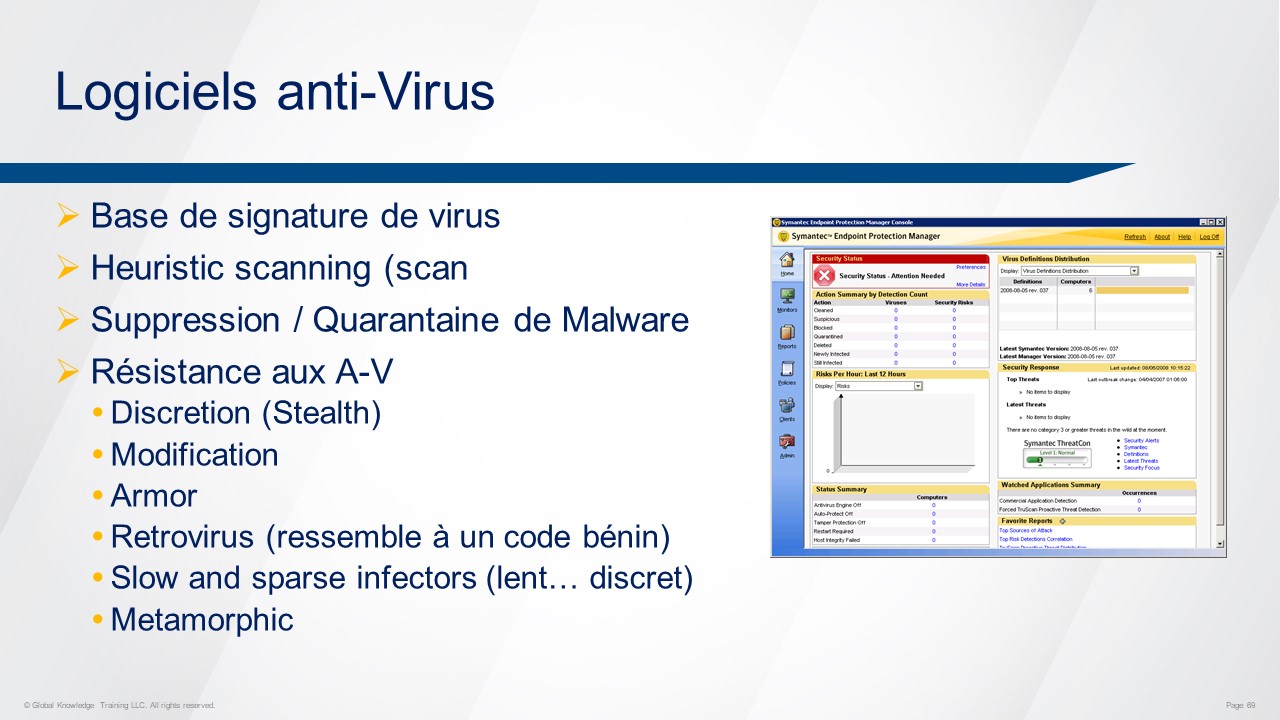 Logiciels anti-Virus
Base de signature de virus
Heuristic scanning (scan
Suppression / Quarantaine de Malware
Résistance aux A-V
Discretion (Stealth)
Modification
Armor
Retrovirus (ressemble à un code bénin)
Slow and sparse infectors (lent… discret)
Metamorphic
Symantec Endpoint Protection Manager Console
Symantec™ Endpoint Protection Manager
Refresh About Help Log Off
Home
Monitors
Reports
Policies
Clients
Admin
Security Status
Preferences
Security Status - Attention Needed
More Details
Action Summary by Detection Count
Action Viruses Security Risks
Cleaned 0 0
Suspicious 0 0
Blocked 0 0
Quarantined 0 0
Deleted 0 0
Newly Infected 0 0
Still Infected 0 0
Risks Per Hour: Last 12 Hours
Display: Risks
0
Status Summary
Computers
Antivirus Engine Off 0
Auto-Protect Off 0
Tamper Protection Off 0
Restart Required 0
Host Integrity Failed 0
Virus Definitions Distribution
Display: Virus Definitions Distribution
Definitions Computers
2008-08-05 rev. 037 6
Latest Symantec Version: 2008-08-05 rev. 037
Latest Manager Version: 2008-08-05 rev. 037
Security Response Last updated: 08/06/2008 10:15:22
Top Threats Last outbreak change: 04/04/2007 01:06:00
» No items to display
Latest Threats
» No items to display
There are no category 3 or greater threats in the wild at the moment.
Symantec ThreatCon
Level 1: Normal
1
Security Alerts
Symantec
Definitions
Latest Threats
Security Focus
Watched Applications Summary
Occurrences
Commercial Application Detection 0
Forced TruScan Proactive Threat Detection 0
Favorite Reports
Top Sources of Attack
Top Risk Detections Correlation
TruScan Proactive Threat Distribution
© Global Knowledge Training LLC. All rights reserved.
Page 69